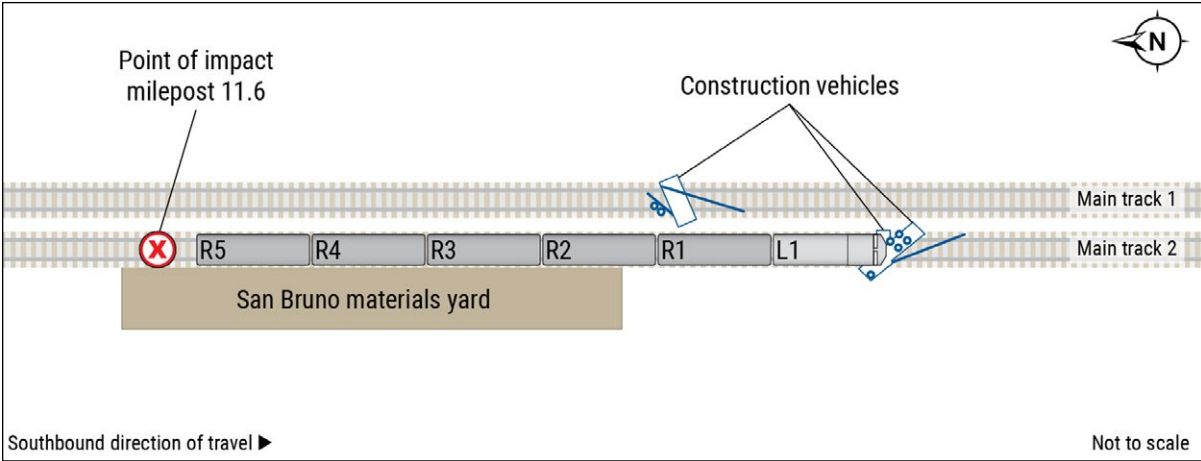 N
Point of impact
milepost 11.6
Construction vehicles
Main track 1
X
R5
R4
R3
R2
R1
L1
Main track 2
San Bruno materials yard
Southbound direction of travel ▶
Not to scale